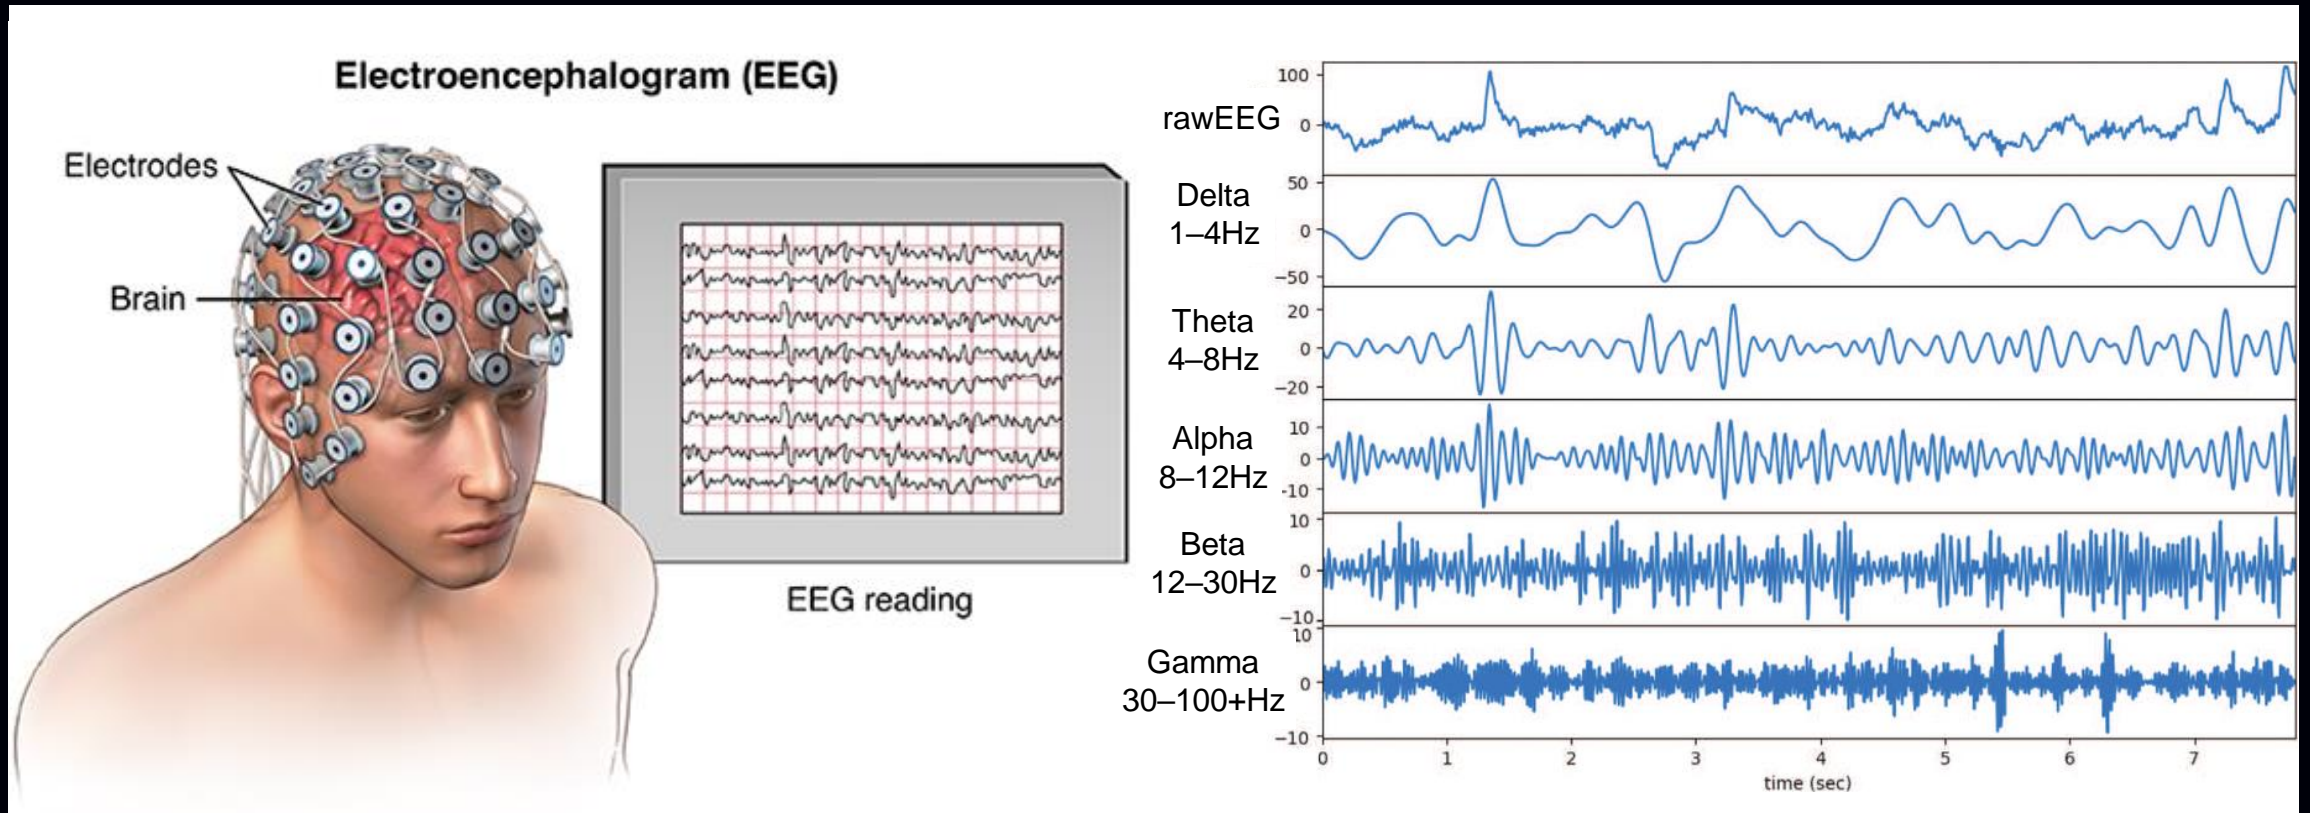 Electroencephalogram (EEG)
Electrodes
Brain
EEG reading
rawEEG
100
0
Delta
1–4Hz
50
0
−50
Theta
4–8Hz
20
0
−20
Alpha
8–12Hz
10
0
-10
Beta
12–30Hz
10
0
−10
Gamma
30–100+Hz
10
0
−10
0 1 2 3 4 5 6 7
time (sec)